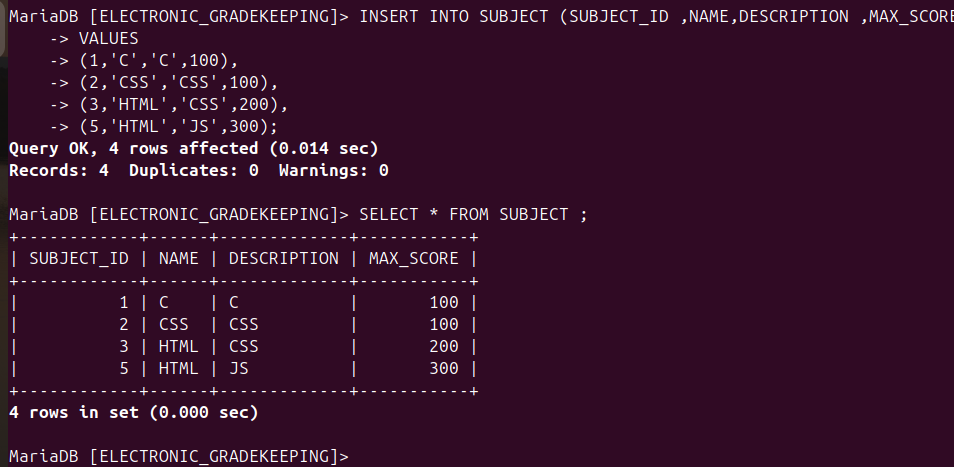 MariaDB [ELECTRONIC_GRADEKEEPING]> INSERT INTO SUBJECT (SUBJECT_ID ,NAME,DESCRIPTION ,MAX_SCORE
    -> VALUES
    -> (1,'C','C',100),
    -> (2,'CSS','CSS',100),
    -> (3,'HTML','CSS',200),
    -> (5,'HTML','JS',300);
Query OK, 4 rows affected (0.014 sec)
Records: 4  Duplicates: 0  Warnings: 0

MariaDB [ELECTRONIC_GRADEKEEPING]> SELECT * FROM SUBJECT ;
+------------+------+-------------+-----------+
| SUBJECT_ID | NAME | DESCRIPTION | MAX_SCORE |
+------------+------+-------------+-----------+
|          1 | C    | C           |       100 |
|          2 | CSS  | CSS         |       100 |
|          3 | HTML | CSS         |       200 |
|          5 | HTML | JS          |       300 |
+------------+------+-------------+-----------+
4 rows in set (0.000 sec)

MariaDB [ELECTRONIC_GRADEKEEPING]>